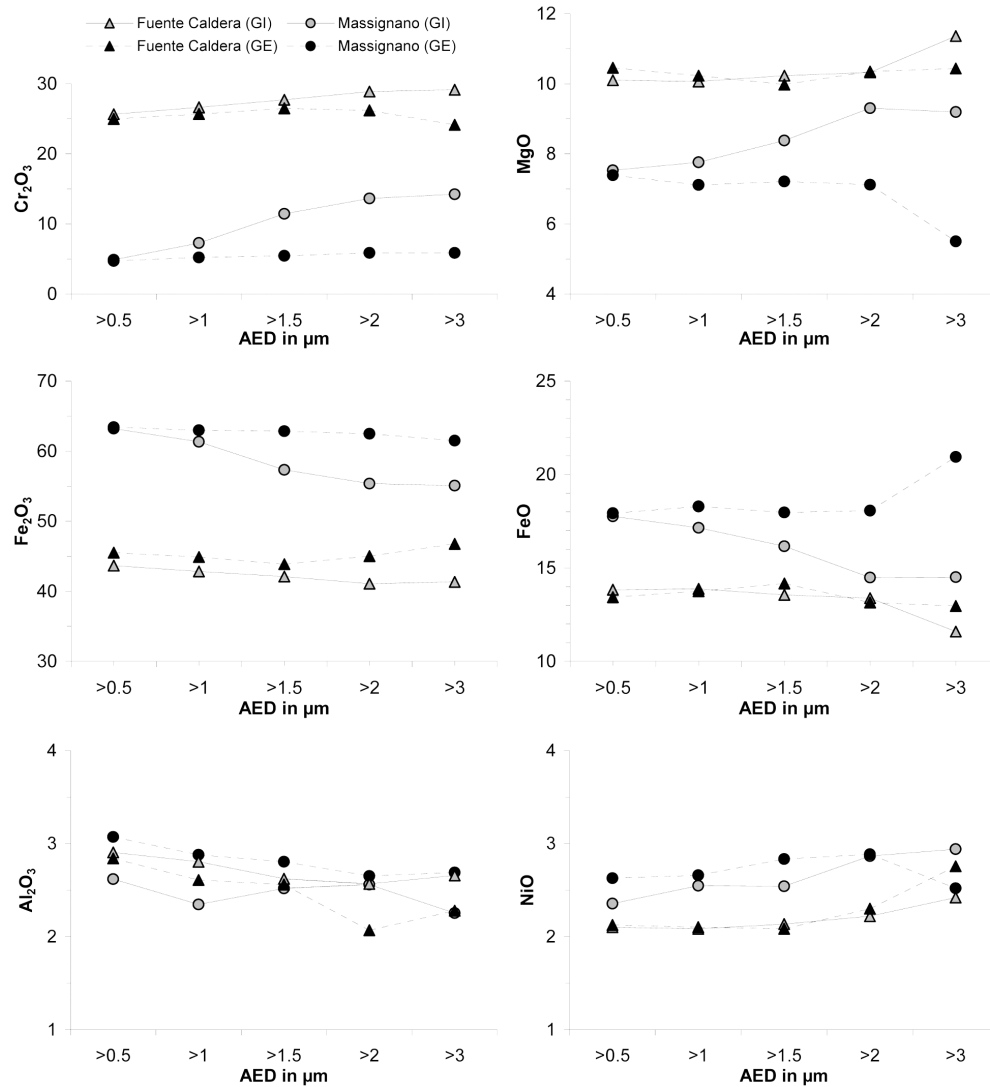 Fuente Caldera (GI) Massignano (GI)
Fuente Caldera (GE) Massignano (GE)
Cr₂O₃
30
20
10
0
>0.5 >1 >1.5 >2 >3
AED in µm
MgO
12
10
8
6
4
>0.5 >1 >1.5 >2 >3
AED in µm
Fe₂O₃
70
60
50
40
30
>0.5 >1 >1.5 >2 >3
AED in µm
FeO
25
20
15
10
>0.5 >1 >1.5 >2 >3
AED in µm
Al₂O₃
4
3
2
1
>0.5 >1 >1.5 >2 >3
AED in µm
NiO
4
3
2
1
>0.5 >1 >1.5 >2 >3
AED in µm